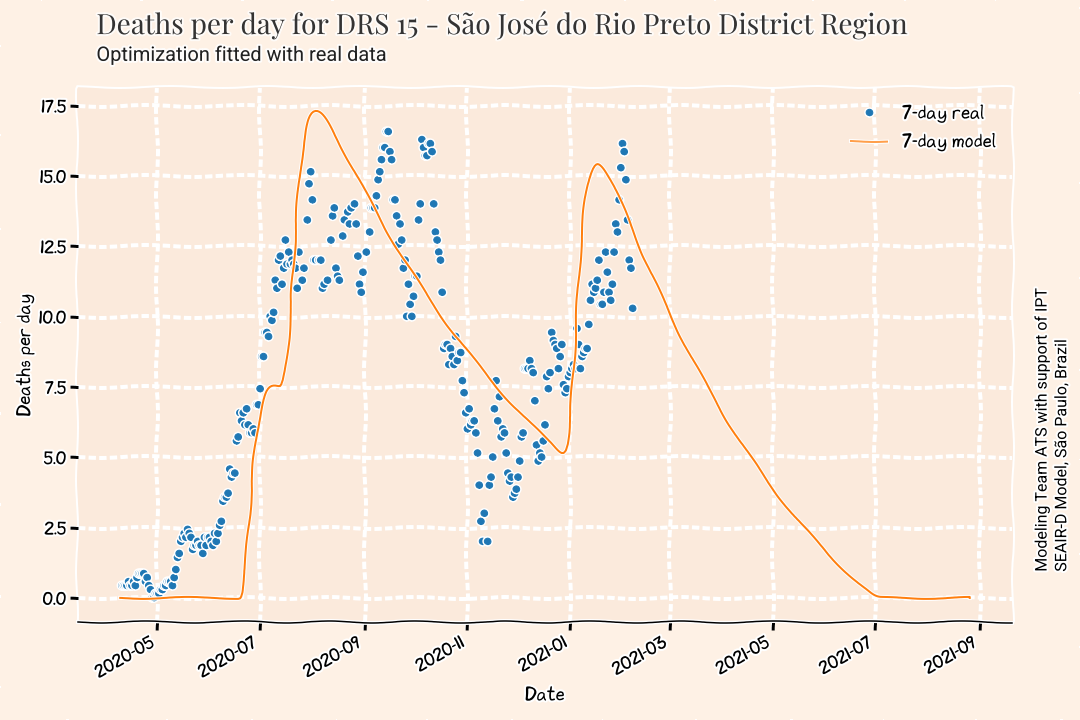 Deaths per day for DRS 15 - São José do Rio Preto District Region
Optimization fitted with real data
17.5
15.0
12.5
10.0
7.5
5.0
2.5
0.0
Deaths per day
7-day real
7-day model
2020-05
2020-07
2020-09
2020-11
2021-01
2021-03
2021-05
2021-07
2021-09
Date
Modeling Team ATS with support of IPT
SEAIR-D Model, São Paulo, Brazil